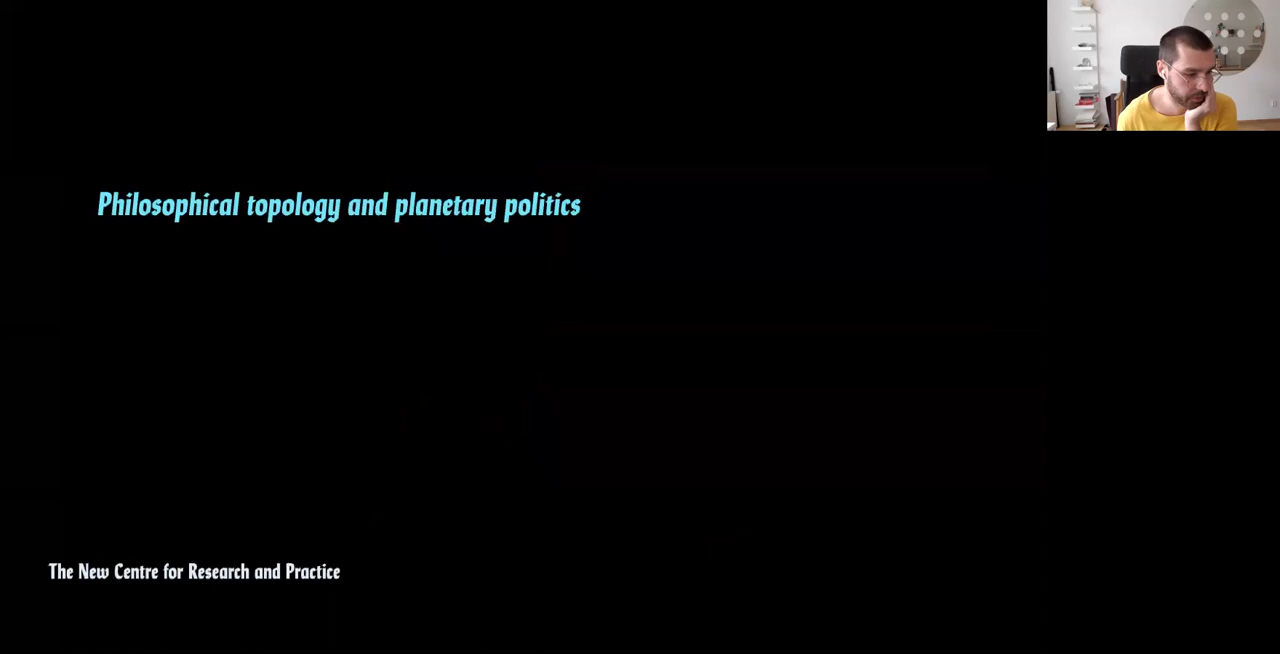 Philosophical topology and planetary politics
The New Centre for Research and Practice